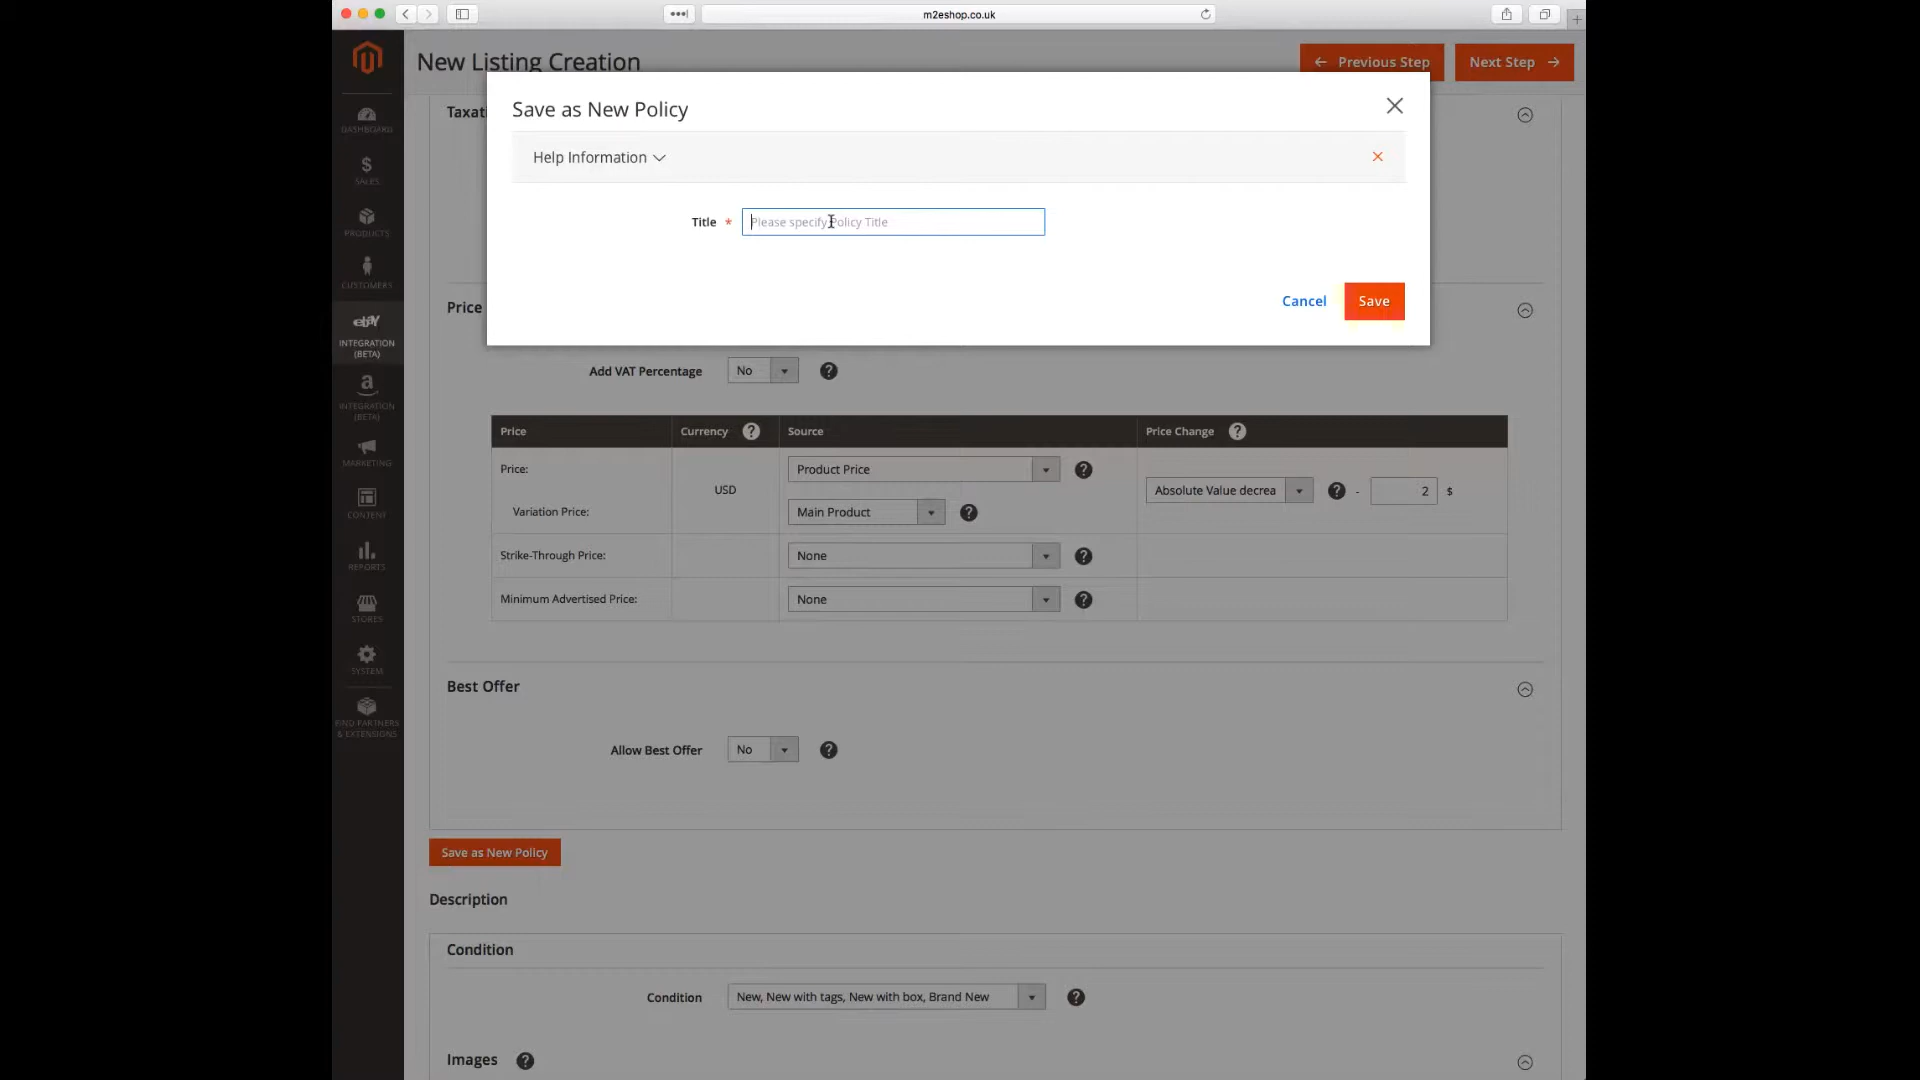 m2eshop.co.uk
New Listing Creation
Previous Step
Next Step
Save as New Policy
Help Information
Title *
Please specify Policy Title
Cancel
Save
DASHBOARD
SALES
PRODUCTS
CUSTOMERS
ebay
INTEGRATION
(BETA)
INTEGRATION
(BETA)
MARKETING
CONTENT
REPORTS
STORES
SYSTEM
FIND PARTNERS
& EXTENSIONS
Price
Add VAT Percentage No
Price Currency Source Price Change
Price: Product Price
USD Absolute Value decrea - 2 $
Variation Price: Main Product
Strike-Through Price: None
Minimum Advertised Price: None
Best Offer
Allow Best Offer No
Save as New Policy
Description
Condition
Condition New, New with tags, New with box, Brand New
Images